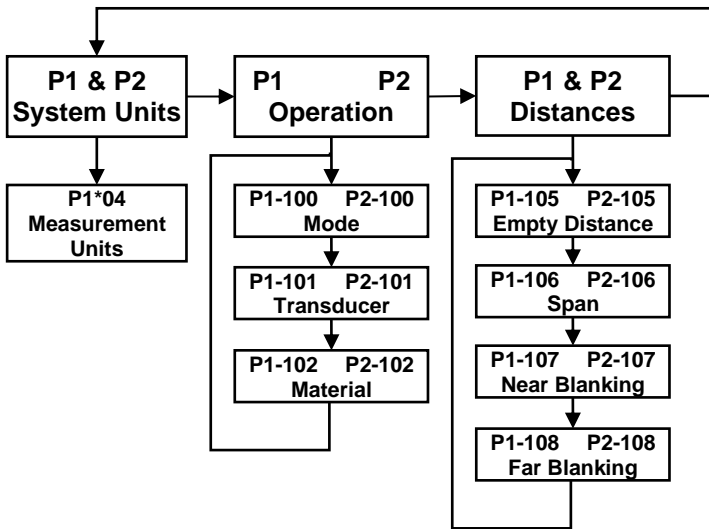 P1 & P2
System Units
P1 P2
Operation
P1 & P2
Distances
P1*04
Measurement
Units
P1-100 P2-100
Mode
P1-101 P2-101
Transducer
P1-102 P2-102
Material
P1-105 P2-105
Empty Distance
P1-106 P2-106
Span
P1-107 P2-107
Near Blanking
P1-108 P2-108
Far Blanking